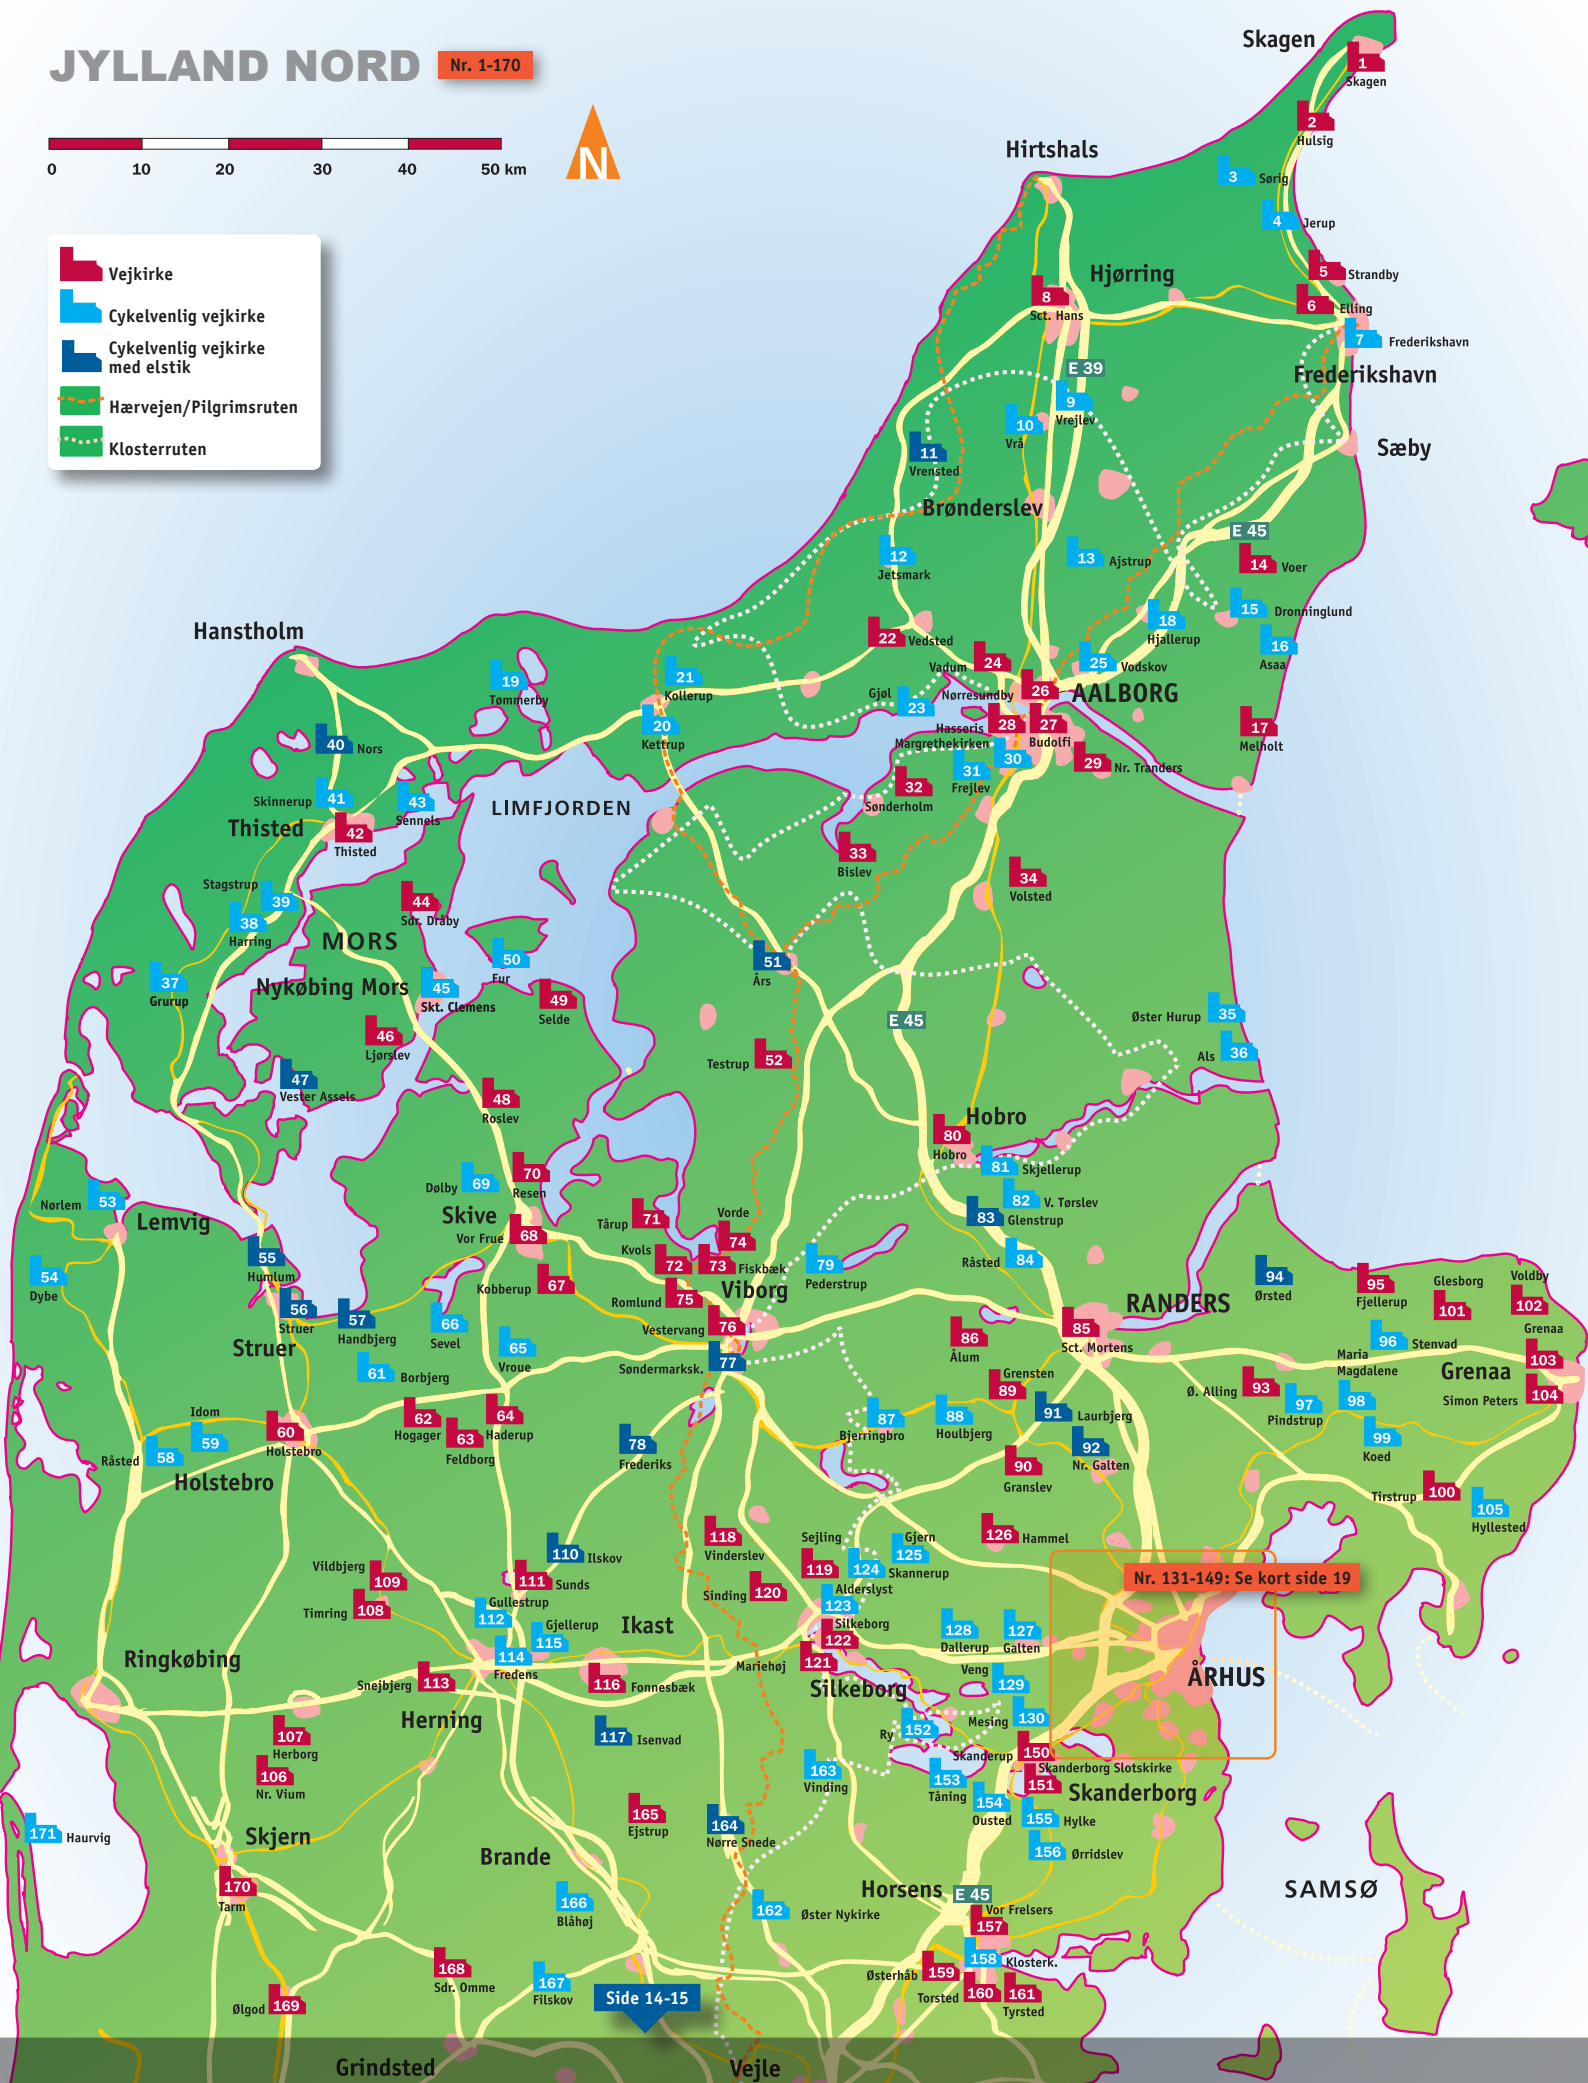 JYLLAND NORD
Nr. 1-170
0 10 20 30 40 50 km
N
Vejkirke
Cykelvenlig vejkirke
Cykelvenlig vejkirke
med elstik
Hærvejen/Pilgrimsruten
Klosterruten
Skagen
1
Skagen
2
Hulsig
Hirtshals
3 Sørig
4 Jerup
5 Strandby
Hjørring
8
Sct. Hans
6 Elling
7 Frederikshavn
E 39
Frederikshavn
9
Vrejlev
10
Vrå
11
Vrensted
Sæby
Brønderslev
E 45
12
Jetsmark
13 Ajstrup
14 Voer
15 Dronninglund
18
Hjallerup
16
Asaa
Hanstholm
22 Vedsted
Vadum 24
25 Vodskov
19
Tømmerby
21
Kollerup
Gjøl 23
Nørresundby 26
AALBORG
20
Kettrup
Hasseris 28
27
Budolfi
17
Melholt
40 Nors
Margrethekirken 30
29 Nr. Tranders
31
Frejlev
32
Sønderholm
Skinnerup 41
43
Sennels
LIMFJORDEN
Thisted
42
Thisted
33
Bislev
34
Volsted
Stagstrup 39
38
Harring
44
Sdr. Dråby
MORS
50
Fur
51
Års
37
Grurup
Nykøbing Mors
45
Skt. Clemens
49
Selde
E 45
Øster Hurup 35
Als 36
46
Ljørslev
Testrup 52
47
Vester Assels
48
Roslev
80
Hobro
Hobro
81 Skjellerup
70
Resen
Dølby 69
82 V. Tørslev
83 Glenstrup
Nørlem 53
Lemvig
Skive
Vor Frue 68
Tårup 71
Vorde
74
Kvols 72
73 Fiskbæk
79
Pederstrup
Råsted 84
55
Humlum
54
Dybe
Kobberup 67
Romlund 75
Viborg
94
Ørsted
95
Fjellerup
Glesborg
101
Voldby
102
56
Struer
57
Handbjerg
66
Sevel
Vestervang 76
RANDERS
85
Sct. Mortens
86
Ålum
96 Stenvad
Grenaa
103
Struer
65
Vroue
Søndermarksk. 77
Maria
Magdalene
98
Grenaa
61 Borbjerg
Grensten
89
Ø. Alling 93
97
Pindstrup
Simon Peters 104
Idom
59
60
Holstebro
62
Hogager
64
Haderup
63
Feldborg
87
Bjerringbro
88
Houlbjerg
91 Laurbjerg
99
Koed
Råsted 58
Holstebro
78
Frederiks
92
Nr. Galten
90
Granslev
Tirstrup 100
105
Hyllested
118
Vinderslev
126 Hammel
110 Ilskov
Sejling
119
Gjern
125
124 Skannerup
Vildbjerg 109
111 Sunds
Nr. 131-149: Se kort side 19
Timring 108
Gullestrup
112
Sinding 120
Alderslyst
123
Gjellerup
115
Ikast
Silkeborg
122
128
Dallerup
127
Galten
Ringkøbing
114
Fredens
Mariehøj 121
Veng
129
Snejbjerg 113
116 Fonnesbæk
ÅRHUS
Silkeborg
Mesing 130
Herning
107
Herborg
117 Isenvad
Ry 152
Skanderup 150
Skanderborg Slotskirke
106
Nr. Vium
163
Vinding
153
Tåning
151
Skanderborg
154
Ousted
155 Hylke
171 Haurvig
165
Ejstrup
164
Nørre Snede
Skjern
156 Ørridslev
Brande
170
Tarm
Horsens
E 45
SAMSØ
166
Blåhøj
162 Øster Nykirke
Vor Frelsers
157
158 Klosterk.
168
Sdr. Omme
167
Filskov
Østerhåb 159
Torsted 160
161
Tyrsted
Ølgod 169
Side 14-15
Grindsted
Vejle